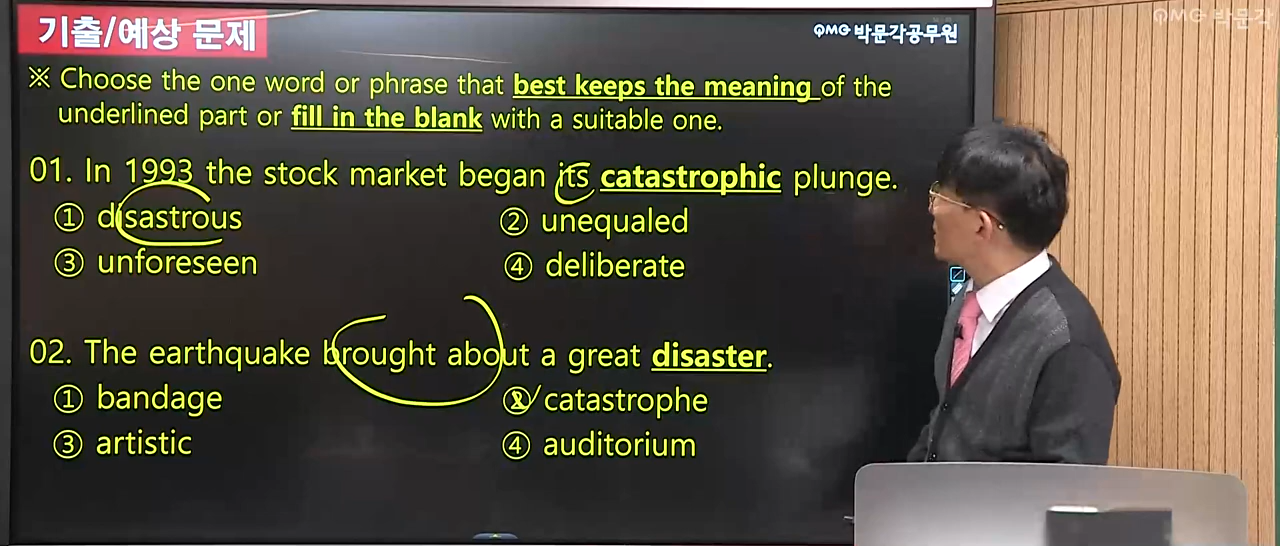 기출/예상 문제
PMG 박문각공무원
PMG 박문각
※ Choose the one word or phrase that best keeps the meaning of the
underlined part or fill in the blank with a suitable one.
01. In 1993 the stock market began its catastrophic plunge.
① disastrous ② unequaled
③ unforeseen ④ deliberate
02. The earthquake brought about a great disaster.
① bandage ② catastrophe
③ artistic ④ auditorium